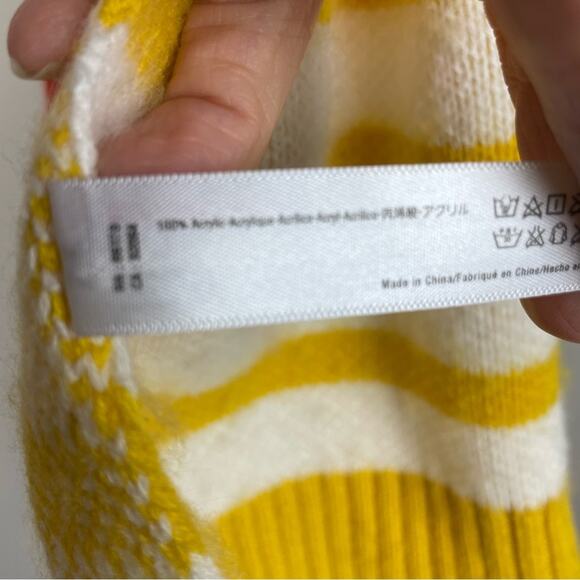 100% Acrylic-Acrylique-Acrílico-Acryl-Acrilico-丙烯酸-アクリル
Made in China/Fabriqué en Chine/Hecho en